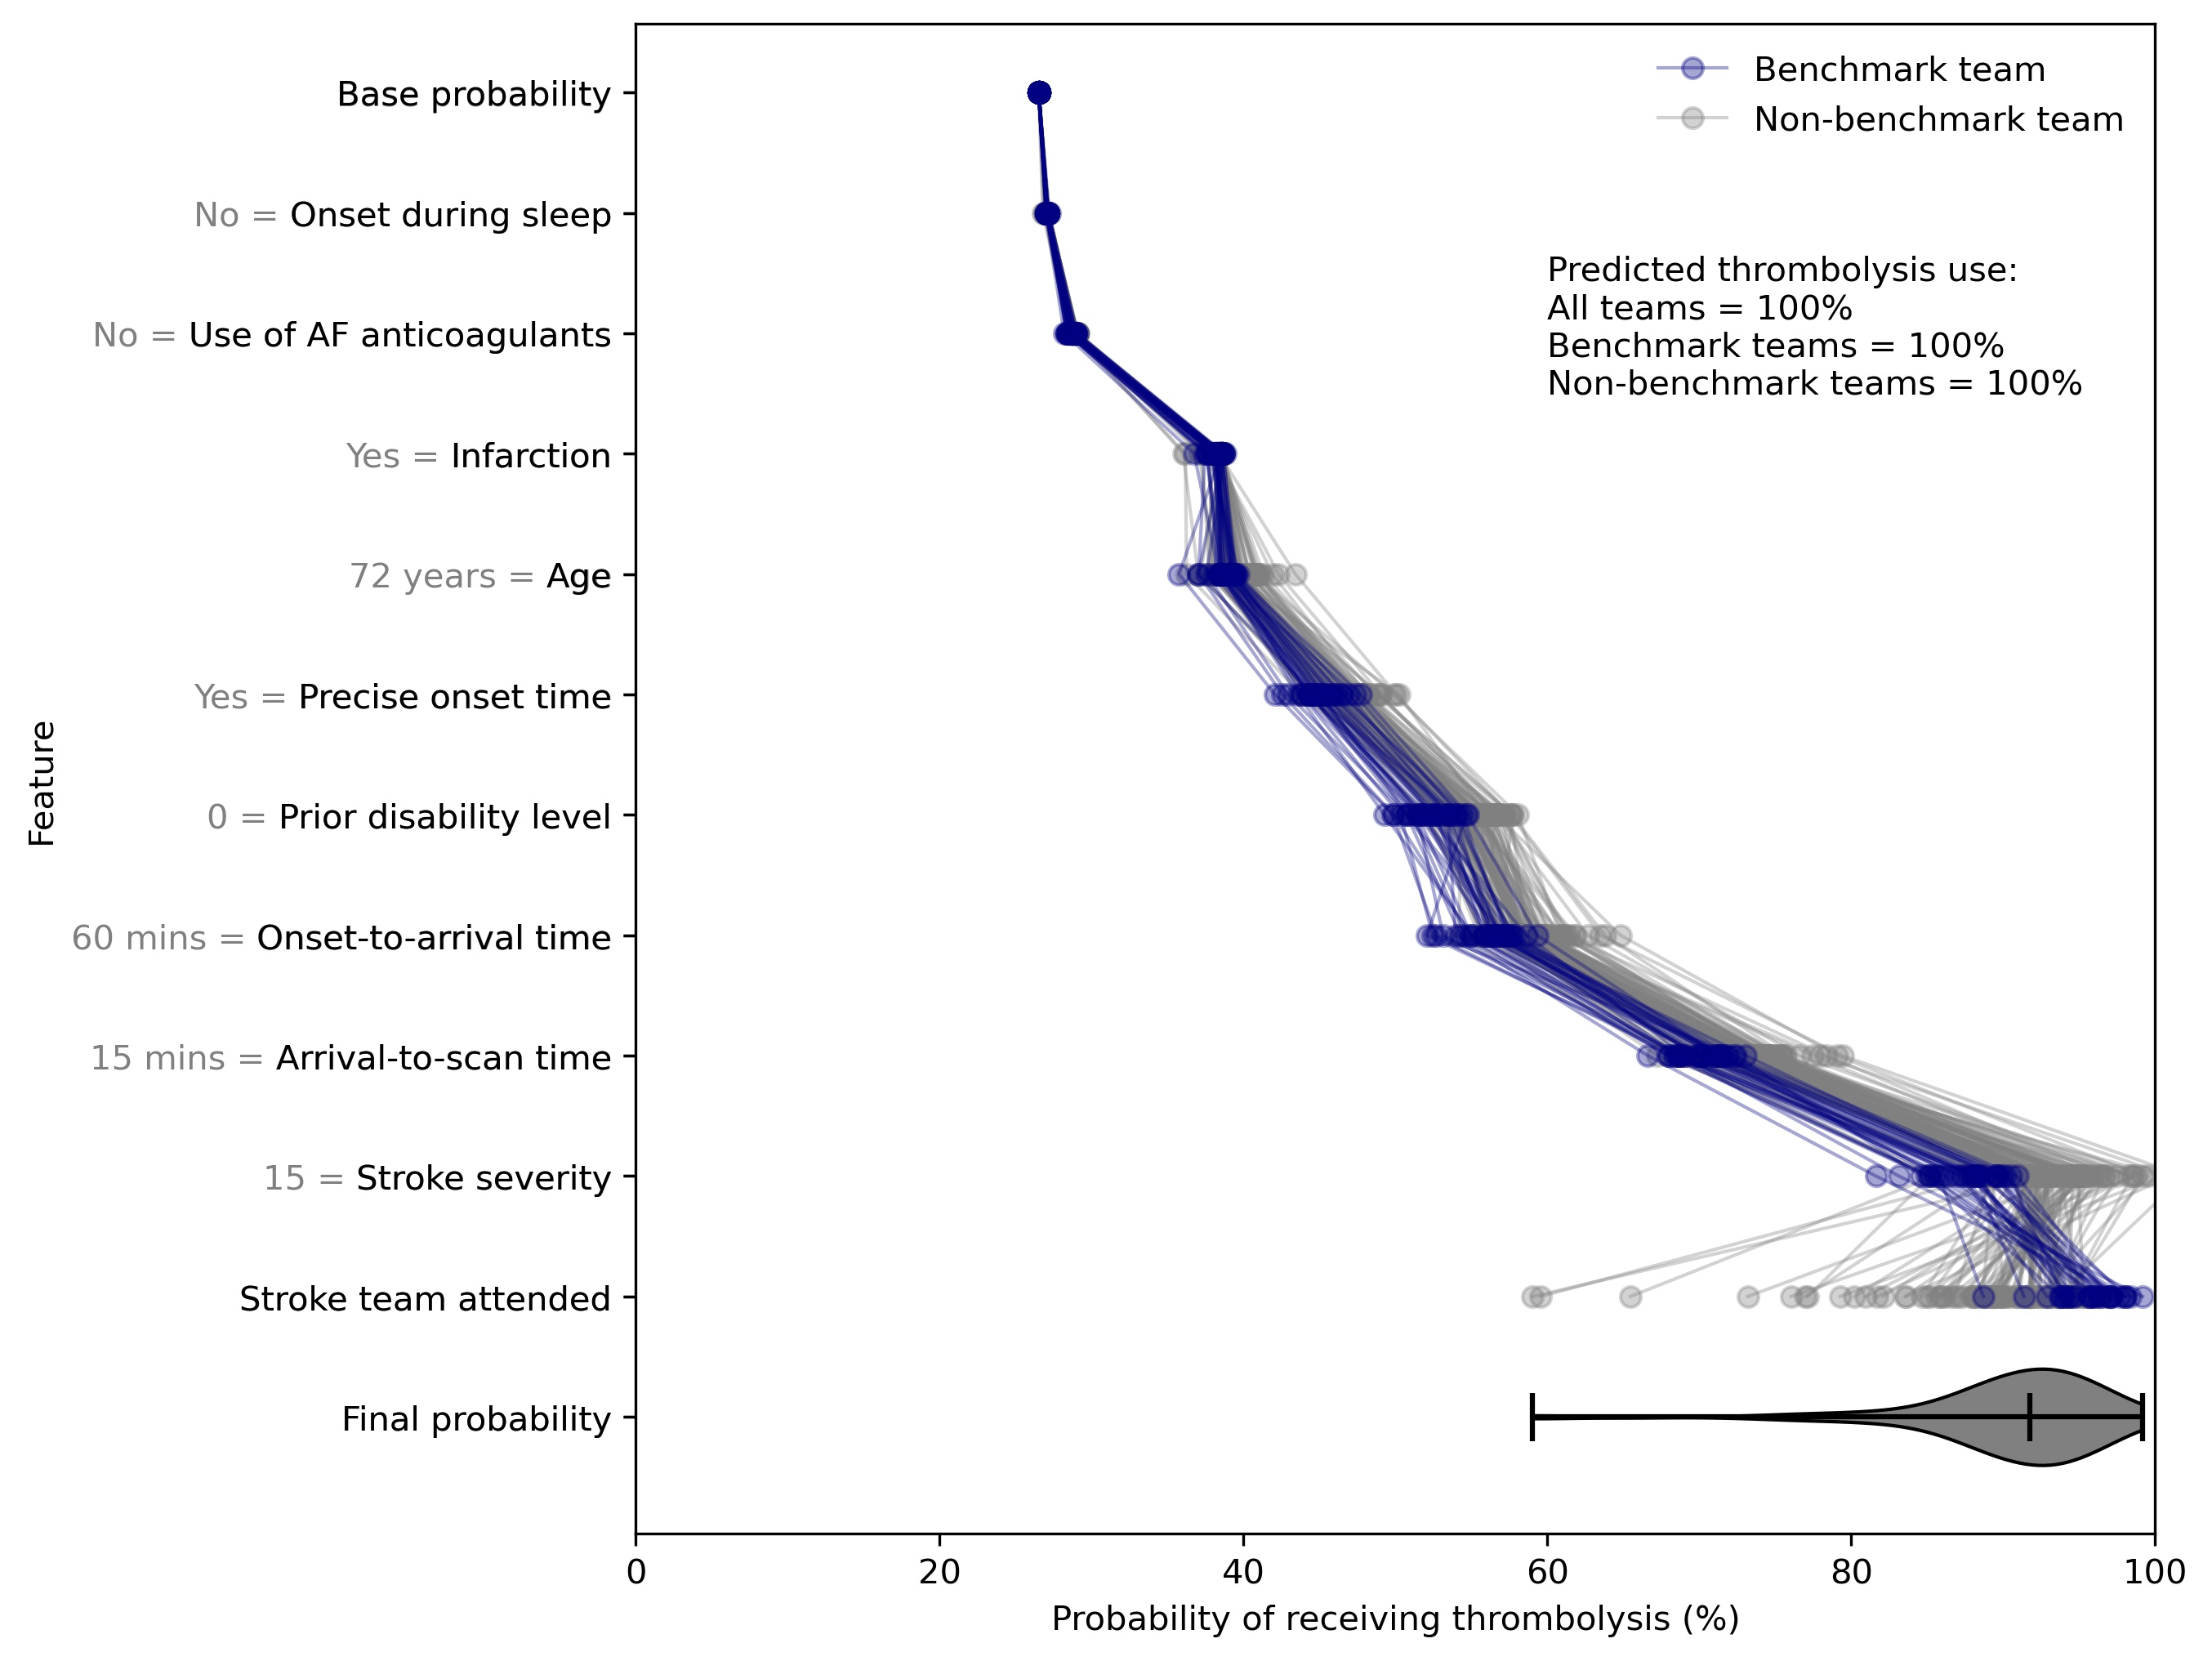 Benchmark team
Non-benchmark team
Predicted thrombolysis use:
All teams = 100%
Benchmark teams = 100%
Non-benchmark teams = 100%
Feature
Base probability
No = Onset during sleep
No = Use of AF anticoagulants
Yes = Infarction
72 years = Age
Yes = Precise onset time
0 = Prior disability level
60 mins = Onset-to-arrival time
15 mins = Arrival-to-scan time
15 = Stroke severity
Stroke team attended
Final probability
0 20 40 60 80 100
Probability of receiving thrombolysis (%)